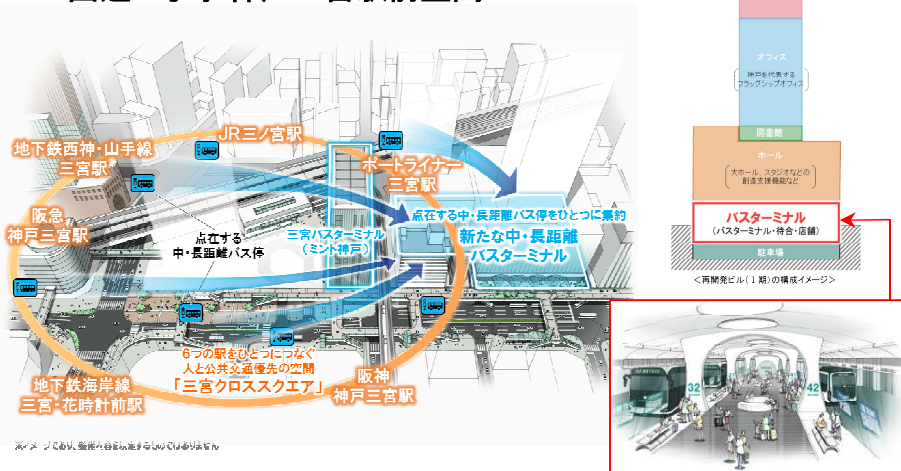 JR三ノ宮駅
地下鉄西神・山手線
三宮駅
ポートライナー
三宮駅
阪急
神戸三宮駅
点在する
中・長距離バス停
三宮バスターミナル
(ミント神戸)
点在する中・長距離バス停をひとつに集約
新たな中・長距離
バスターミナル
6つの駅をひとつにつなぐ
人と公共交通優先の空間
「三宮クロススクエア」
地下鉄海岸線
三宮・花時計前駅
阪神
神戸三宮駅
オフィス
神戸を代表する
フラッグシップオフィス
図書館
ホール
大ホール、スタジオなどの
創造支援機能など
バスターミナル
(バスターミナル・待合・店舗)
駐車場
<再開発ビル(Ⅰ期)の構成イメージ>
32
42